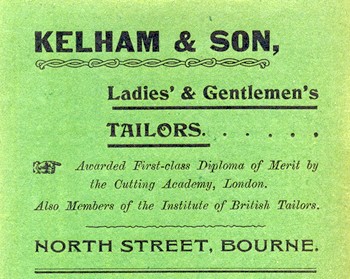 KELHAM & SON,
Ladies' & Gentlemen's
TAILORS. . . . . .
Awarded First-class Diploma of Merit by
the Cutting Academy, London.
Also Members of the Institute of British Tailors.
NORTH STREET, BOURNE.